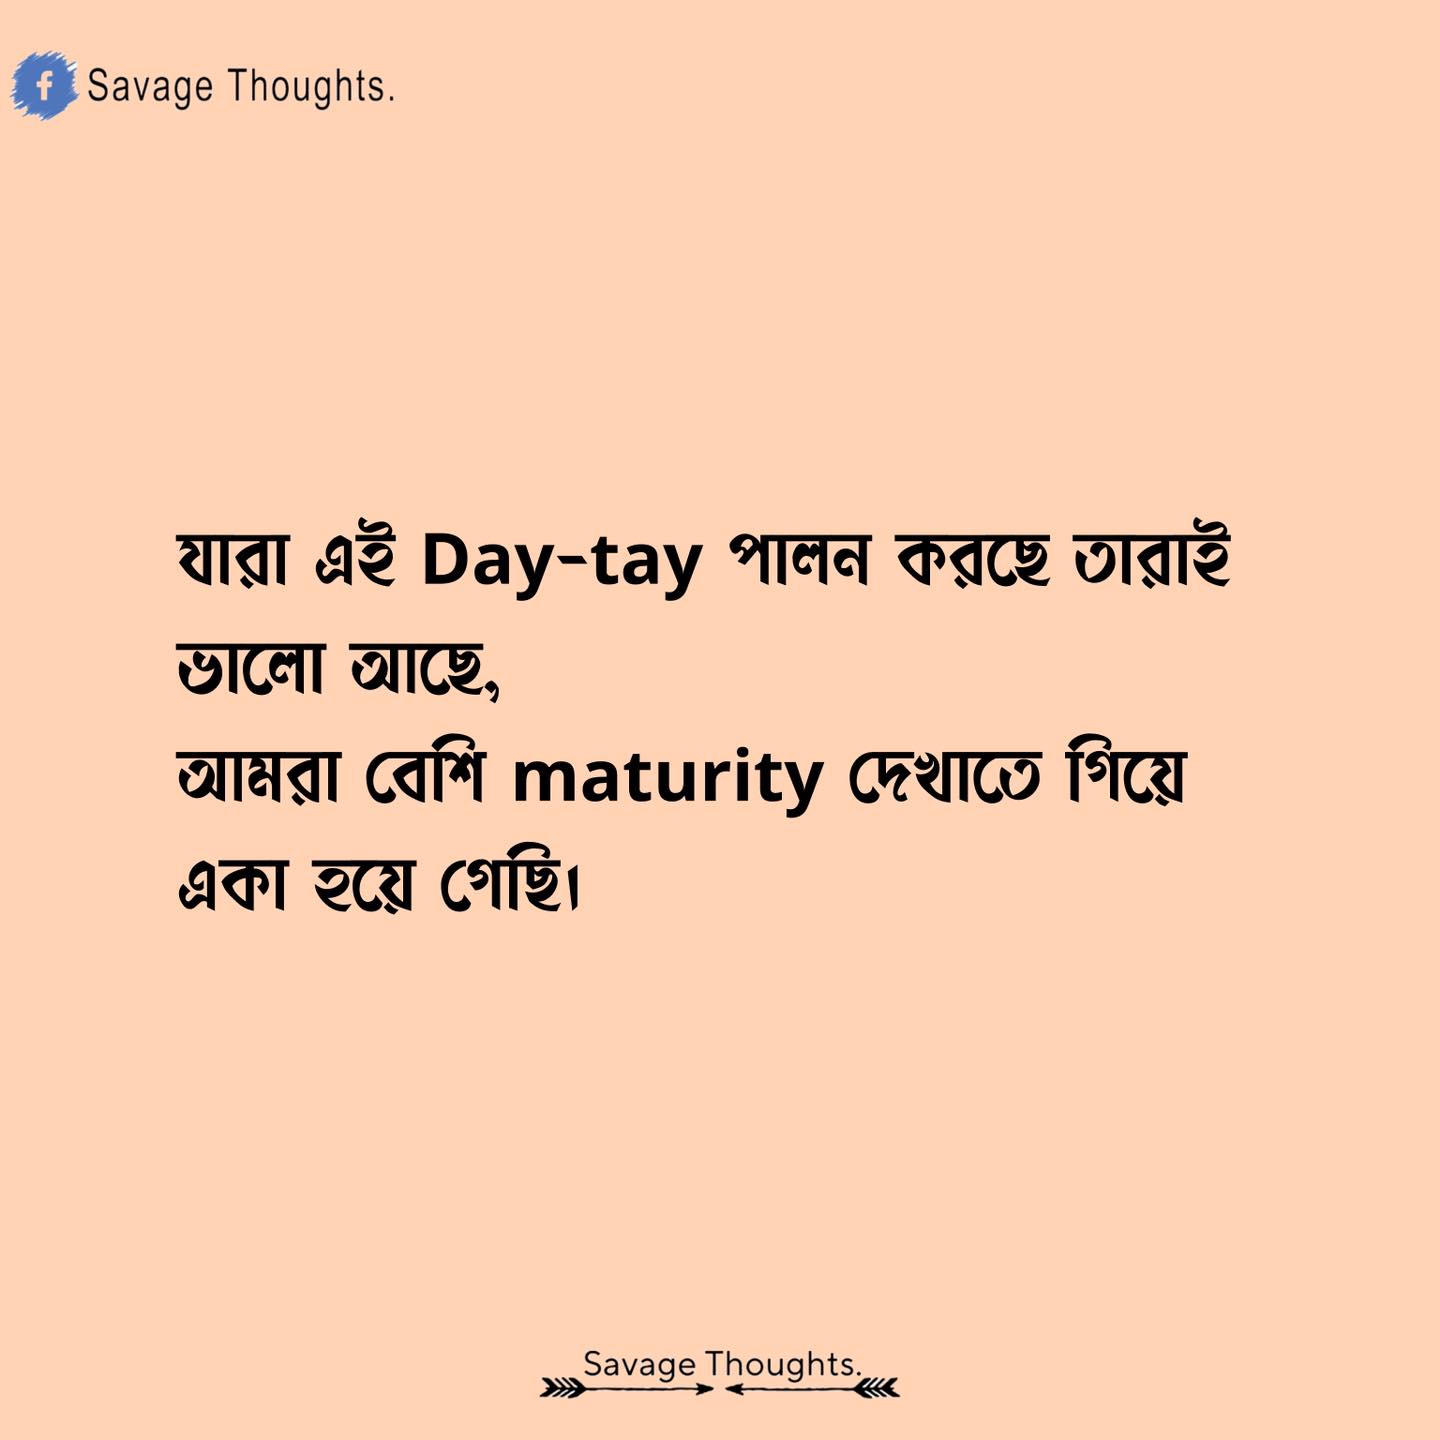 Savage Thoughts.
যারা এই Day-tay পালন করছে তারাই
ভালো আছে,
আমরা বেশি maturity দেখাতে গিয়ে
একা হয়ে গেছি।
Savage Thoughts.